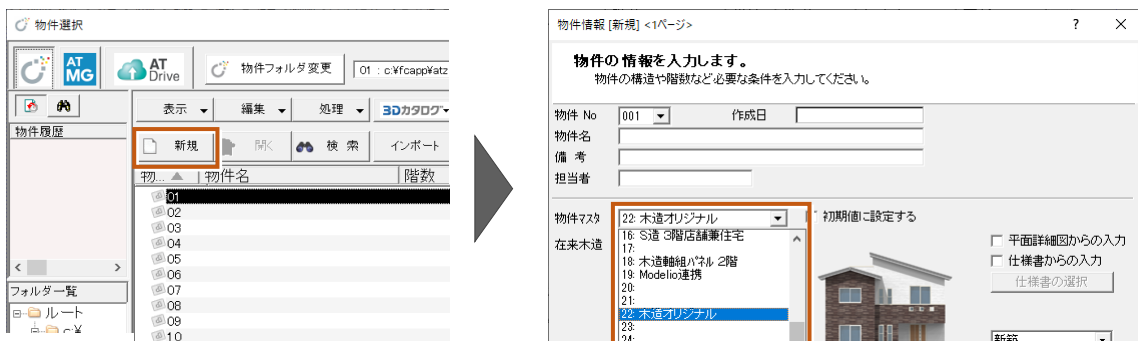 物件選択
AT MG
AT Drive
物件フォルダ変更
01 : c:¥fcapp¥atz
表示
編集
処理
3Dカタログ
物件履歴
新規
開く
検 索
インポート
物...
物件名
階数
01
02
03
04
05
06
07
08
09
10
フォルダ一覧
ルート
c:¥
物件情報 [新規] <1ページ>
? ×
物件の情報を入力します。
物件の構造や階数など必要な条件を入力してください。
物件 No 001 作成日
物件名
備 考
担当者
物件マスタ 22: 木造オリジナル 初期値に設定する
在来木造
16: S造 3階店舗兼住宅
17:
18: 木造軸組パネル 2階
19: Modelio連携
20:
21:
22: 木造オリジナル
23:
24:
平面詳細図からの入力
仕様書からの入力
仕様書の選択
新築